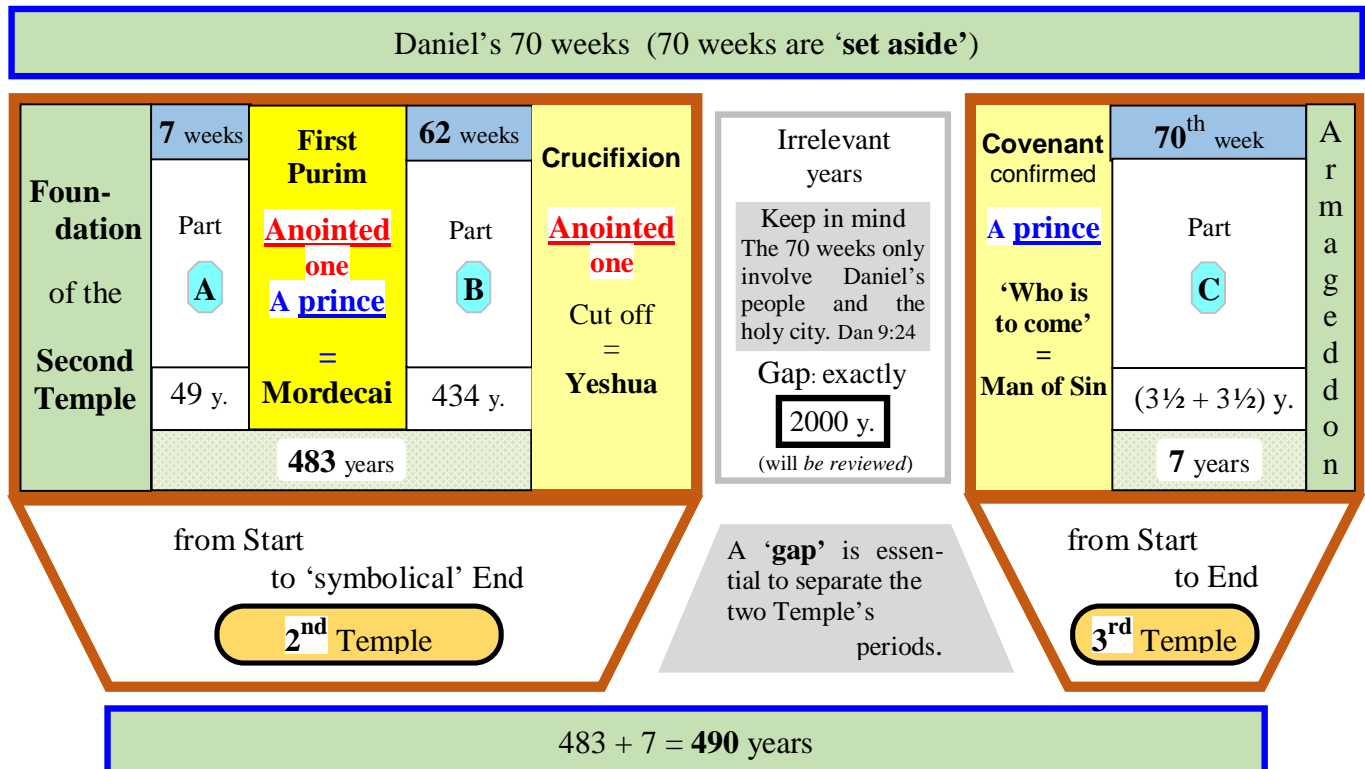 Daniel's 70 weeks (70 weeks are ‘set aside’)
Foun-
dation
of the
Second
Temple
7 weeks
Part
A
49 y.
First
Purim
Anointed
one
A prince
=
Mordecai
62 weeks
Part
B
434 y.
483 years
Crucifixion
Anointed
one
Cut off
=
Yeshua
Irrelevant
years
Keep in mind
The 70 weeks only
involve Daniel's
people and the
holy city. Dan 9:24
Gap: exactly
2000 y.
(will be reviewed)
Covenant
confirmed
A prince
‘Who is
to come’
=
Man of Sin
70th week
Part
C
(3½ + 3½) y.
7 years
A
r
m
a
g
e
d
d
o
n
from Start
to ‘symbolical’ End
2nd Temple
A ‘gap’ is essen-
tial to separate the
two Temple's
periods.
from Start
to End
3rd Temple
483 + 7 = 490 years